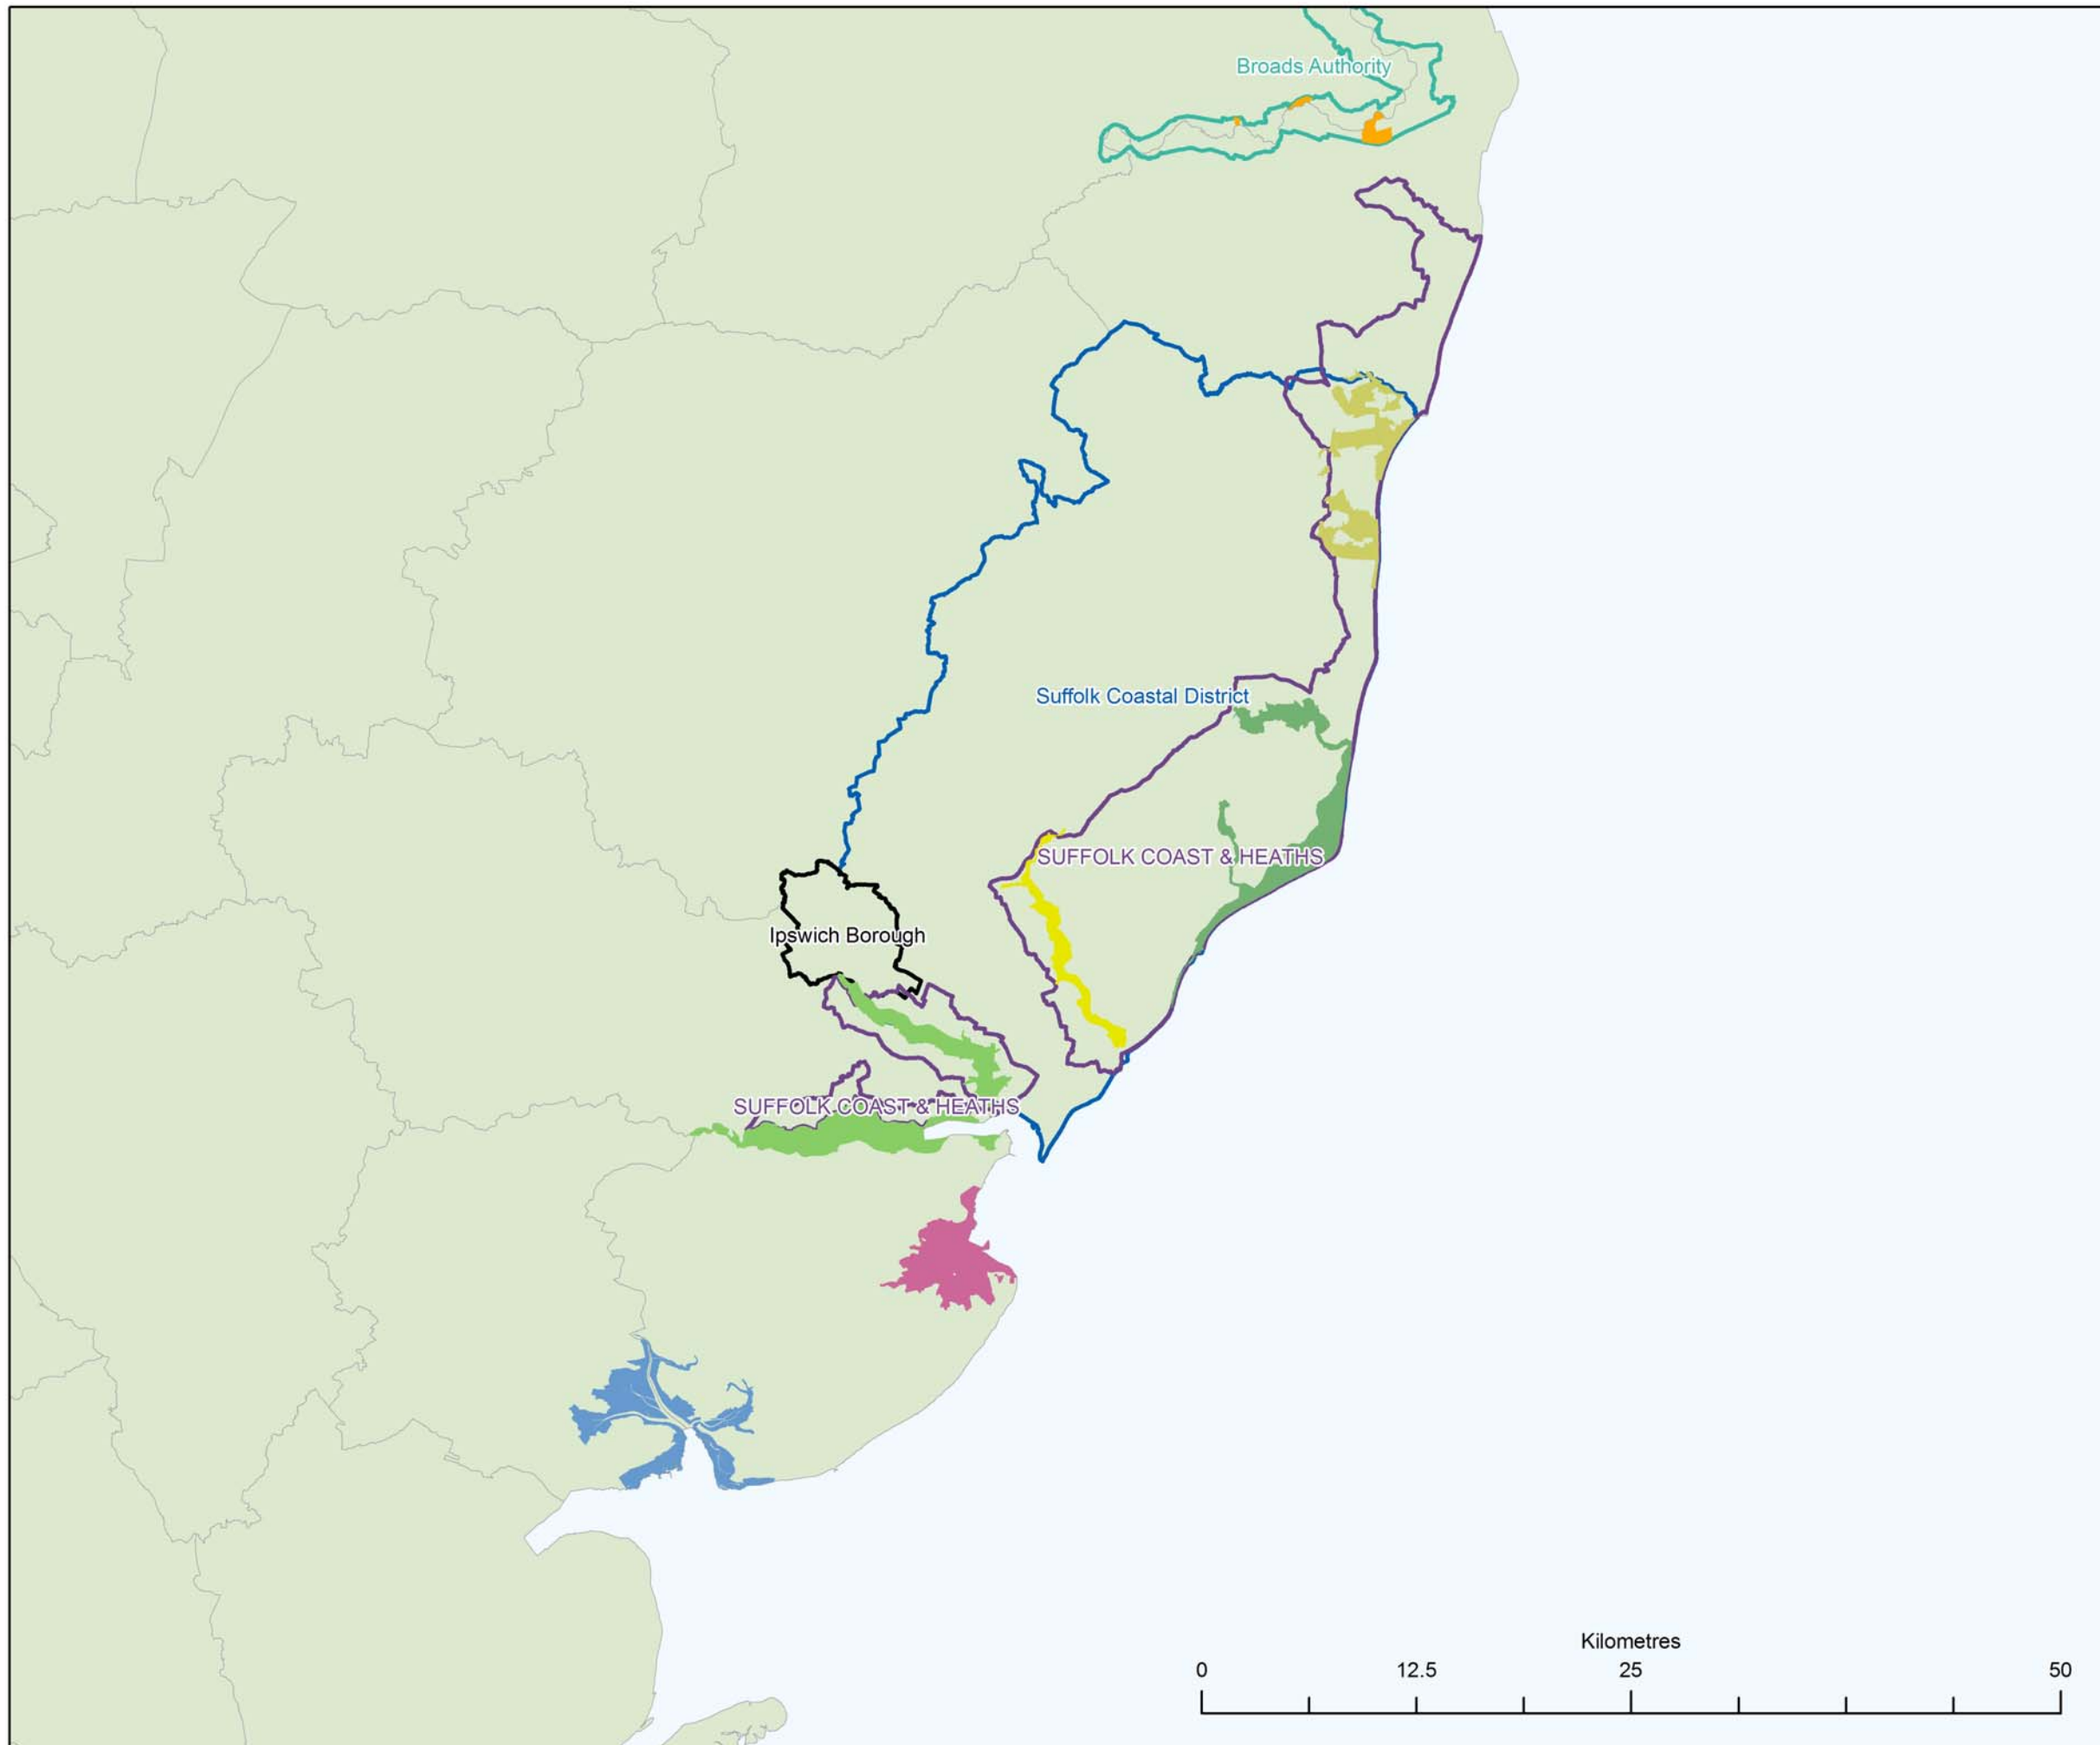 Broads Authority
Suffolk Coastal District
SUFFOLK COAST & HEATHS
Ipswich Borough
SUFFOLK COAST & HEATHS
Kilometres
0 12.5 25 50